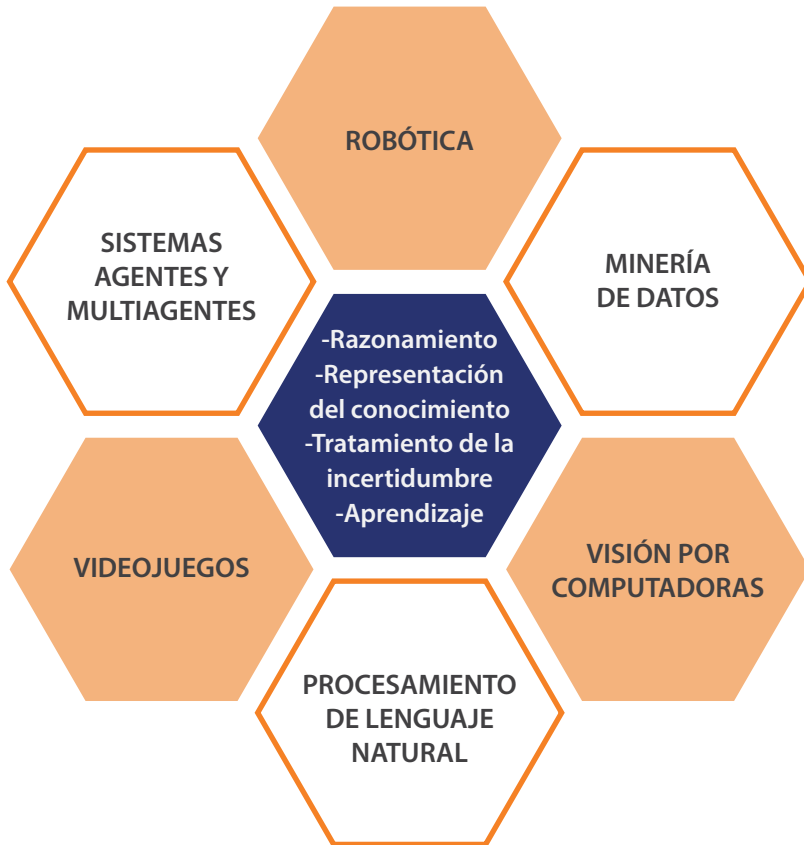 ROBÓTICA
SISTEMAS
AGENTES Y
MULTIAGENTES
MINERÍA
DE DATOS
-Razonamiento
-Representación
del conocimiento
-Tratamiento de la
incertidumbre
-Aprendizaje
VIDEOJUEGOS
VISIÓN POR
COMPUTADORAS
PROCESAMIENTO
DE LENGUAJE
NATURAL